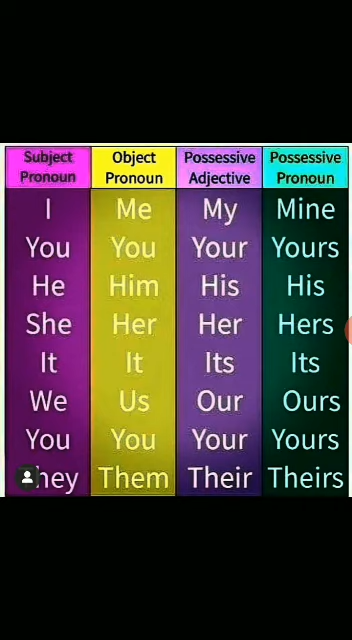 Subject Pronoun Object Pronoun Possessive Adjective Possessive Pronoun
I Me My Mine
You You Your Yours
He Him His His
She Her Her Hers
It It Its Its
We Us Our Ours
You You Your Yours
hey Them Their Theirs